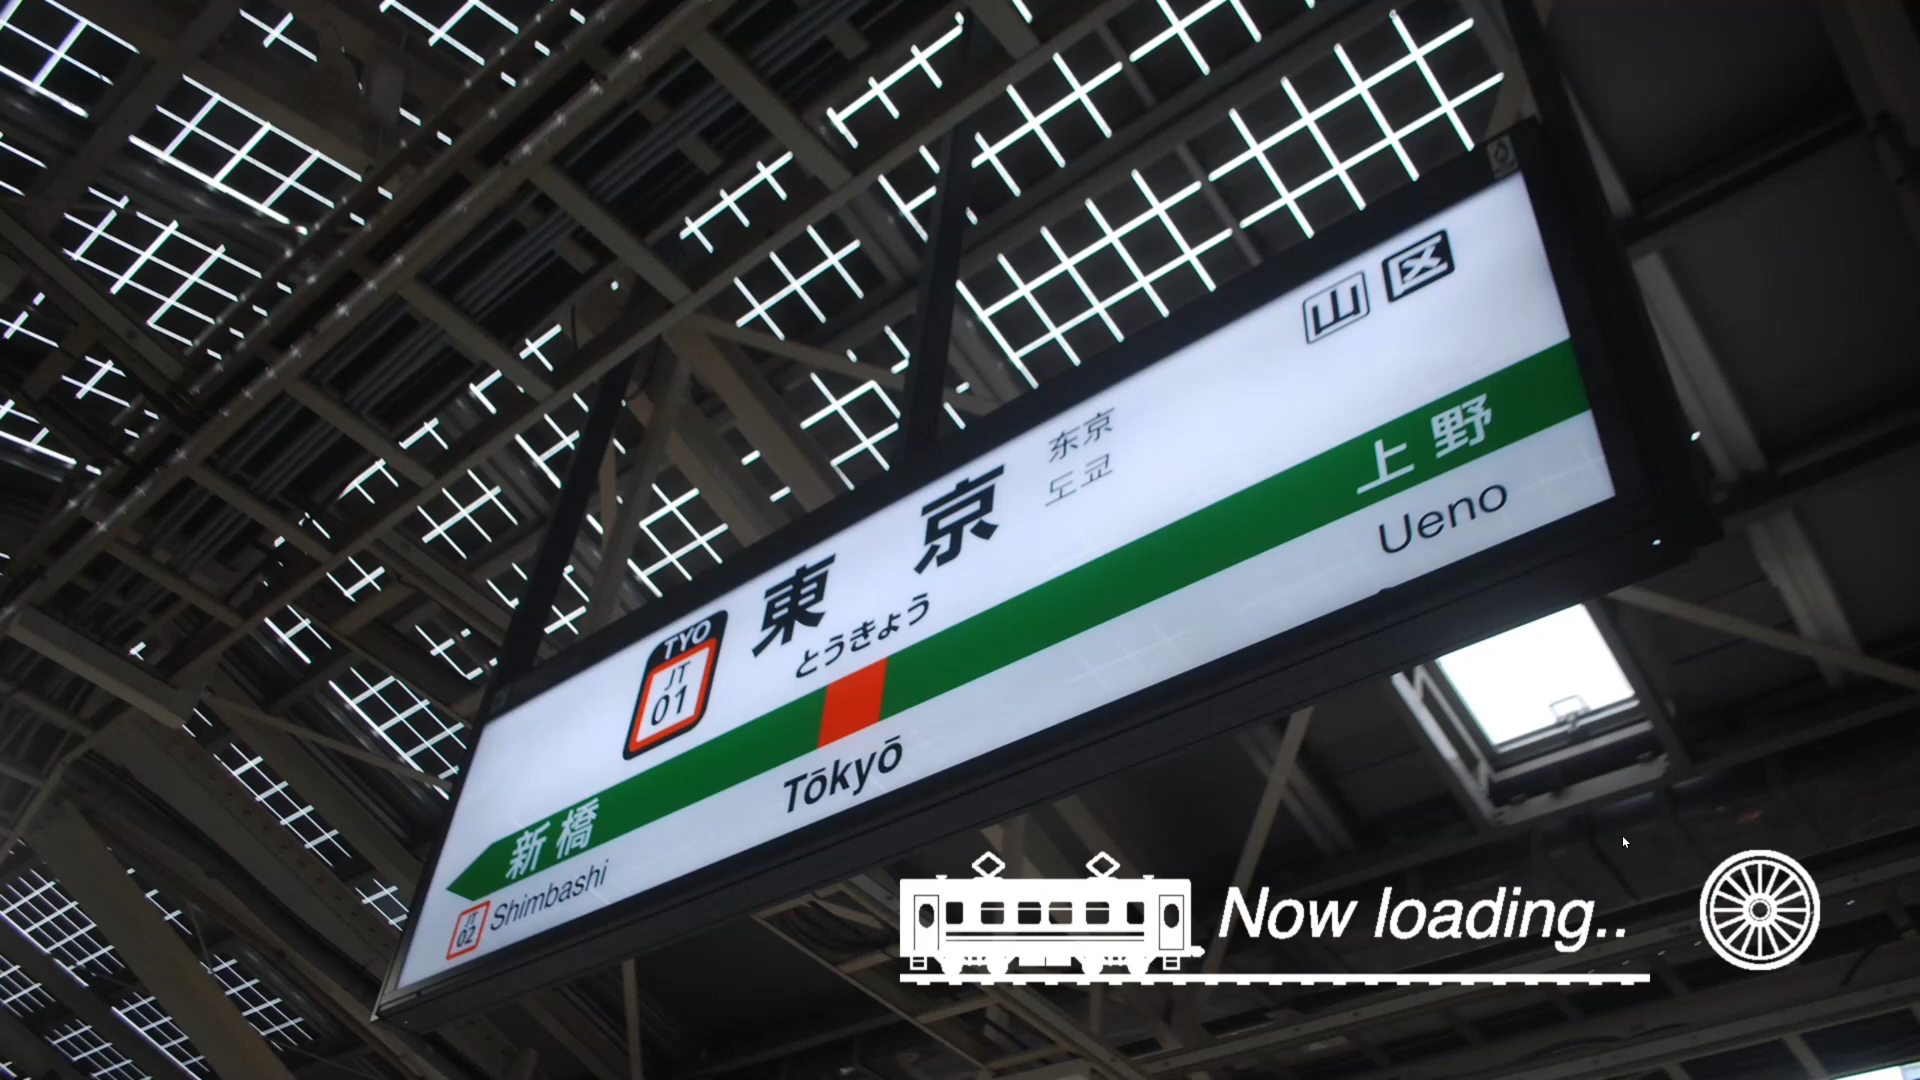 山 区
东京
도쿄
東京
とうきょう
TYO
JT
01
上野
Ueno
Tōkyō
新橋
JT
02
Shimbashi
Now loading..